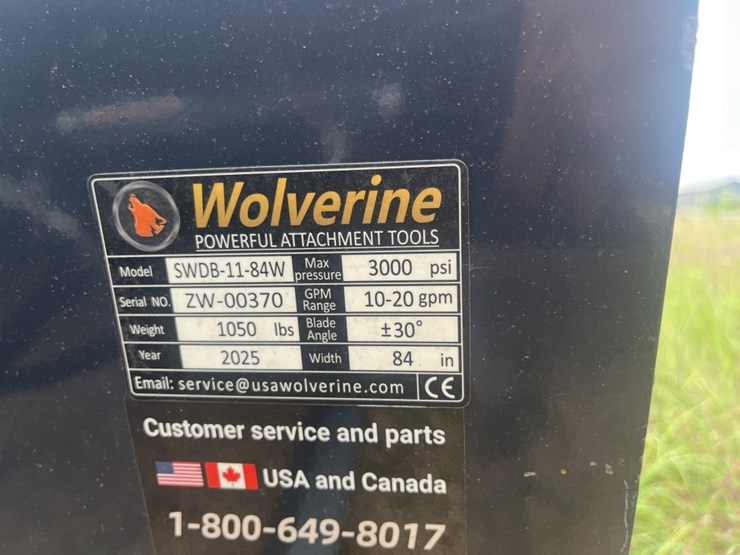 Wolverine
POWERFUL ATTACHMENT TOOLS
Model SWDB-11-84W Max pressure 3000 psi
Serial NO. ZW-00370 GPM Range 10-20 gpm
Weight 1050 lbs Blade Angle ±30°
Year 2025 Width 84 in
Email: service@usawolverine.com CE
Customer service and parts
USA and Canada
1-800-649-8017